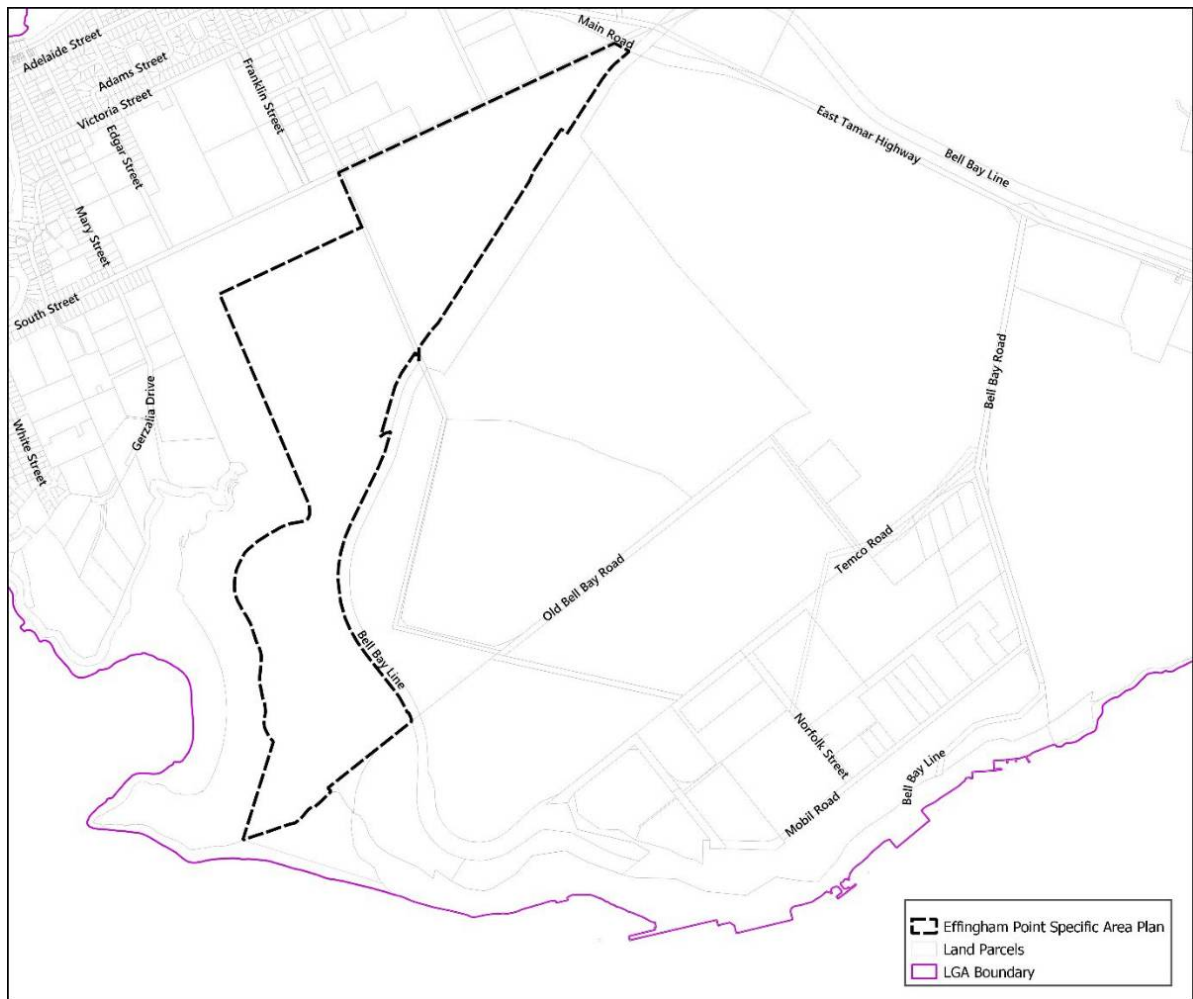 Main Road
Adelaide Street
Adams Street
Franklin Street
Victoria Street
East Tamar Highway
Bell Bay Line
Edgar Street
Mary Street
South Street
Bell Bay Road
Gerzalia Drive
White Street
Temco Road
Old Bell Bay Road
Bell Bay Line
Norfolk Street
Bell Bay Line
Mobil Road
Effingham Point Specific Area Plan
Land Parcels
LGA Boundary